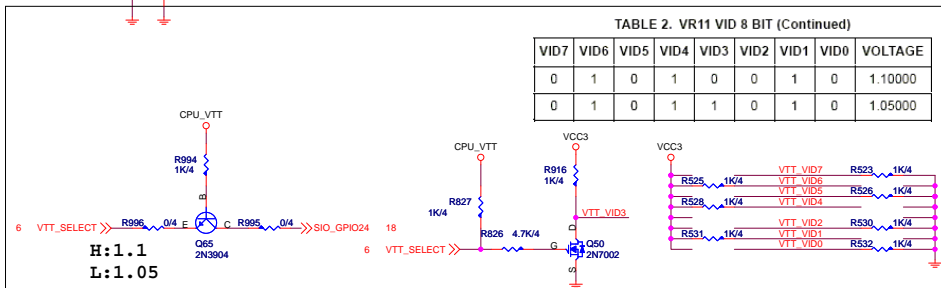 TABLE 2. VR11 VID 8 BIT (Continued)
VID7 VID6 VID5 VID4 VID3 VID2 VID1 VID0 VOLTAGE
0 1 0 1 0 0 1 0 1.10000
0 1 0 1 1 0 1 0 1.05000
CPU_VTT
R994
1K/4
B
6 VTT_SELECT R996 0/4 E C R995 0/4 SIO_GPIO24 18
Q65
2N3904
H:1.1
L:1.05
CPU_VTT
R827
1K/4
6 VTT_SELECT R826 4.7K/4 G
VCC3
R916
1K/4
VTT_VID3
D
Q50
2N7002
S
VCC3
VTT_VID7 R523 1K/4
R525 1K/4 VTT_VID6
VTT_VID5 R526 1K/4
R528 1K/4 VTT_VID4
VTT_VID2 R530 1K/4
R531 1K/4 VTT_VID1
VTT_VID0 R532 1K/4